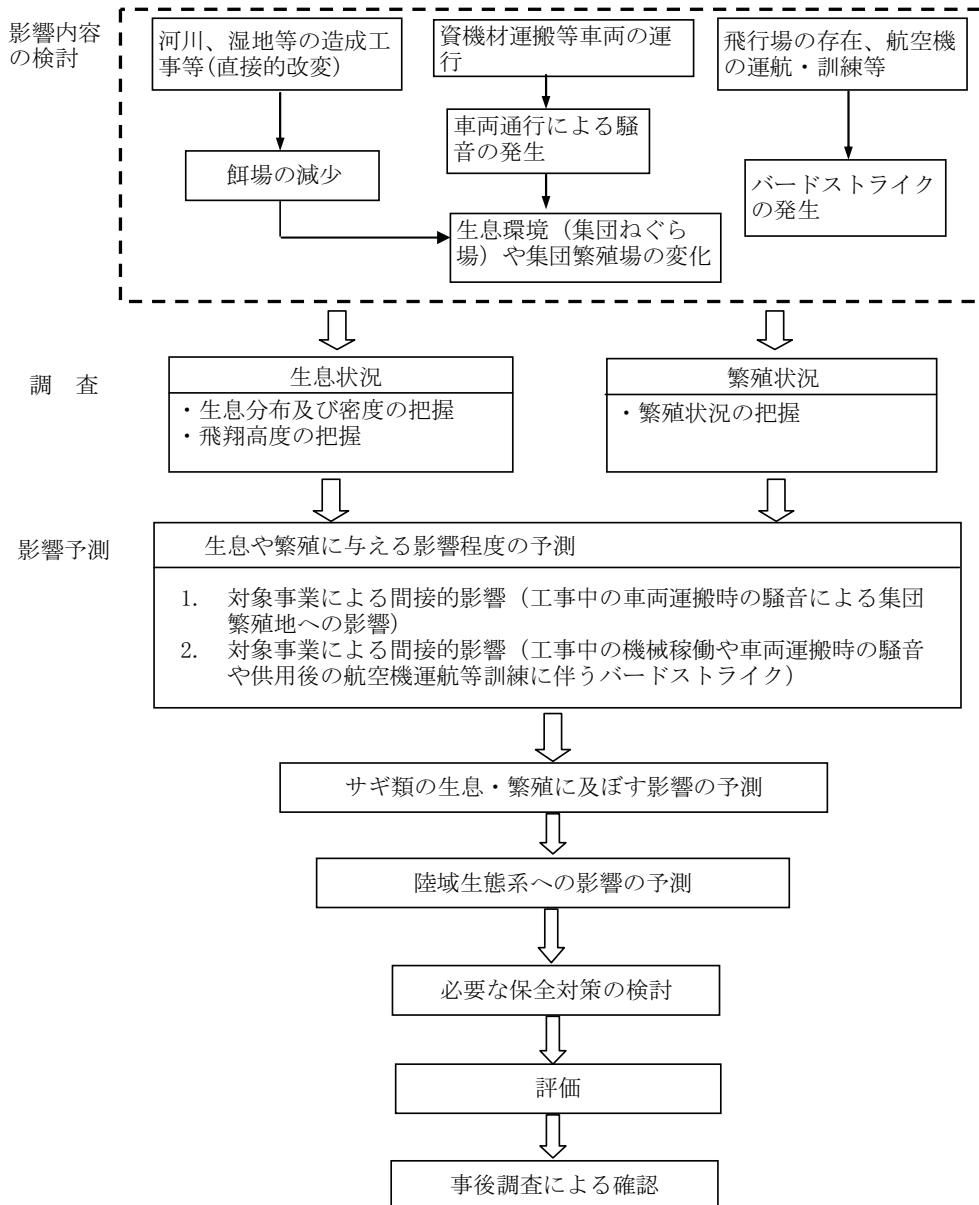 影響内容
の検討
河川、湿地等の造成工
事等(直接的改変)
資機材運搬等車両の運
行
飛行場の存在、航空機
の運航・訓練等
車両通行による騒
音の発生
餌場の減少
バードストライク
の発生
生息環境（集団ねぐら
場）や集団繁殖場の変化
調　査
生息状況
・生息分布及び密度の把握
・飛翔高度の把握
繁殖状況
・繁殖状況の把握
影響予測
生息や繁殖に与える影響程度の予測
1. 対象事業による間接的影響（工事中の車両運搬時の騒音による集団
繁殖地への影響）
2. 対象事業による間接的影響（工事中の機械稼働や車両運搬時の騒音
や供用後の航空機運航等訓練に伴うバードストライク）
サギ類の生息・繁殖に及ぼす影響の予測
陸域生態系への影響の予測
必要な保全対策の検討
評価
事後調査による確認